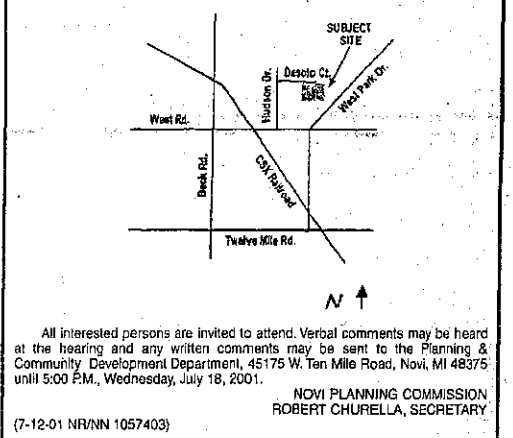 SUBJECT
SITE
Desoto Ct.
Hudson Dr.
West Park Dr.
West Rd.
Beck Rd.
CSX Railroad
Twelve Mile Rd.
N
All interested persons are invited to attend. Verbal comments may be heard
at the hearing and any written comments may be sent to the Planning &
Community Development Department, 45175 W. Ten Mile Road, Novi, MI 48375
until 5:00 P.M., Wednesday, July 18, 2001.
NOVI PLANNING COMMISSION
ROBERT CHURELLA, SECRETARY
(7-12-01 NR/NN 1057403)